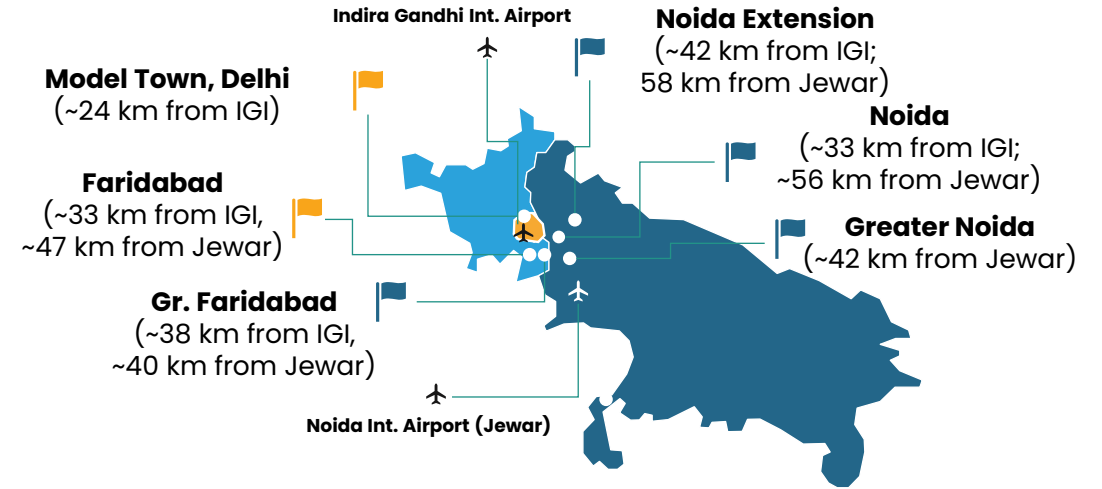 Indira Gandhi Int. Airport
Noida Extension
(~42 km from IGI;
58 km from Jewar)
Model Town, Delhi
(~24 km from IGI)
Noida
(~33 km from IGI;
~56 km from Jewar)
Faridabad
(~33 km from IGI,
~47 km from Jewar)
Greater Noida
(~42 km from Jewar)
Gr. Faridabad
(~38 km from IGI,
~40 km from Jewar)
Noida Int. Airport (Jewar)